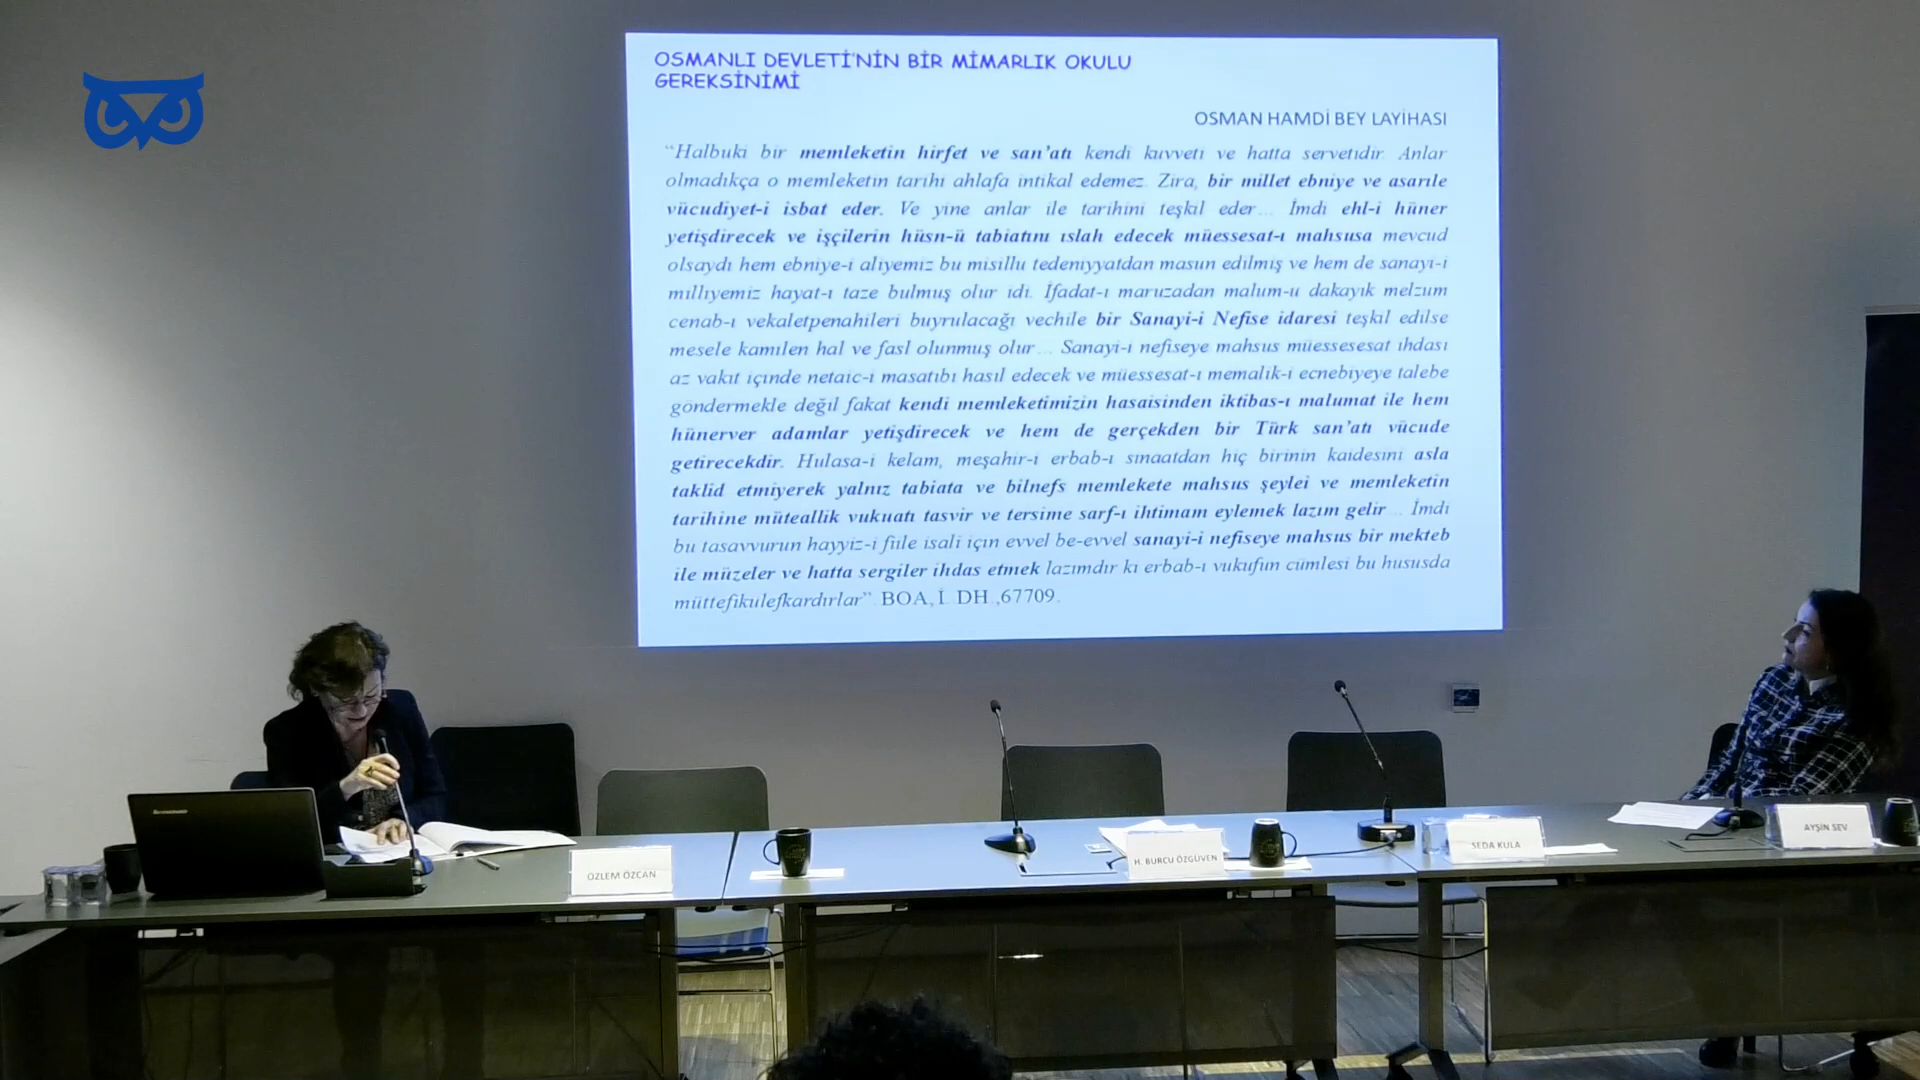 OSMANLI DEVLETİ'NİN BİR MİMARLIK OKULU
GEREKSİNİMİ
OSMAN HAMDİ BEY LAYİHASI
“Halbuki bir memleketin hirfet ve san’atı kendi kuvveti ve hatta servetidir. Anlar
olmadıkça o memleketin tarihi ahlafa intikal edemez. Zira, bir millet ebniye ve asarıle
vücudiyet-i isbat eder. Ve yine anlar ile tarihini teşkil eder... İmdi ehl-i hüner
yetişdirecek ve işçilerin hüsn-ü tabiatını ıslah edecek müessesat-ı mahsusa mevcud
olsaydı hem ebniye-i aliyemiz bu misillu tedeniyyatdan masun edilmiş ve hem de sanayi-i
milliyemiz hayat-ı taze bulmuş olur idi. İfadat-ı maruzadan malum-u dakayık melzum
cenab-ı vekaletpenahileri buyrulacağı vechile bir Sanayi-i Nefise idaresi teşkil edilse
mesele kamilen hal ve fasl olunmuş olur... Sanayi-i nefiseye mahsus müessesesat ihdası
az vakit içinde netaic-i masatıbı hasıl edecek ve müessesat-ı memalik-i ecnebiyeye talebe
göndermekle değil fakat kendi memleketimizin hasaisinden iktibas-ı malumat ile hem
hünerver adamlar yetişdirecek ve hem de gerçekden bir Türk san’atı vücude
getirecekdir. Hulasa-i kelam, meşahir-i erbab-ı sınaatdan hiç birinin kaidesini asla
taklid etmiyerek yalnız tabiata ve bilnefs memlekete mahsus şeylei ve memleketin
tarihine müteallik vukuatı tasvir ve tersime sarf-ı ihtimam eylemek lazım gelir... İmdi
bu tasavvurun hayyiz-i fiile isali için evvel be-evvel sanayi-i nefiseye mahsus bir mekteb
ile müzeler ve hatta sergiler ihdas etmek lazımdır ki erbab-ı vukufun cümlesi bu hususda
müttefikulefkardırlar”. BOA, İ. DH.,67709.
lenovo
ÖZLEM ÖZCAN
H. BURCU ÖZGÜVEN
SEDA KULA
AYŞİN SEV